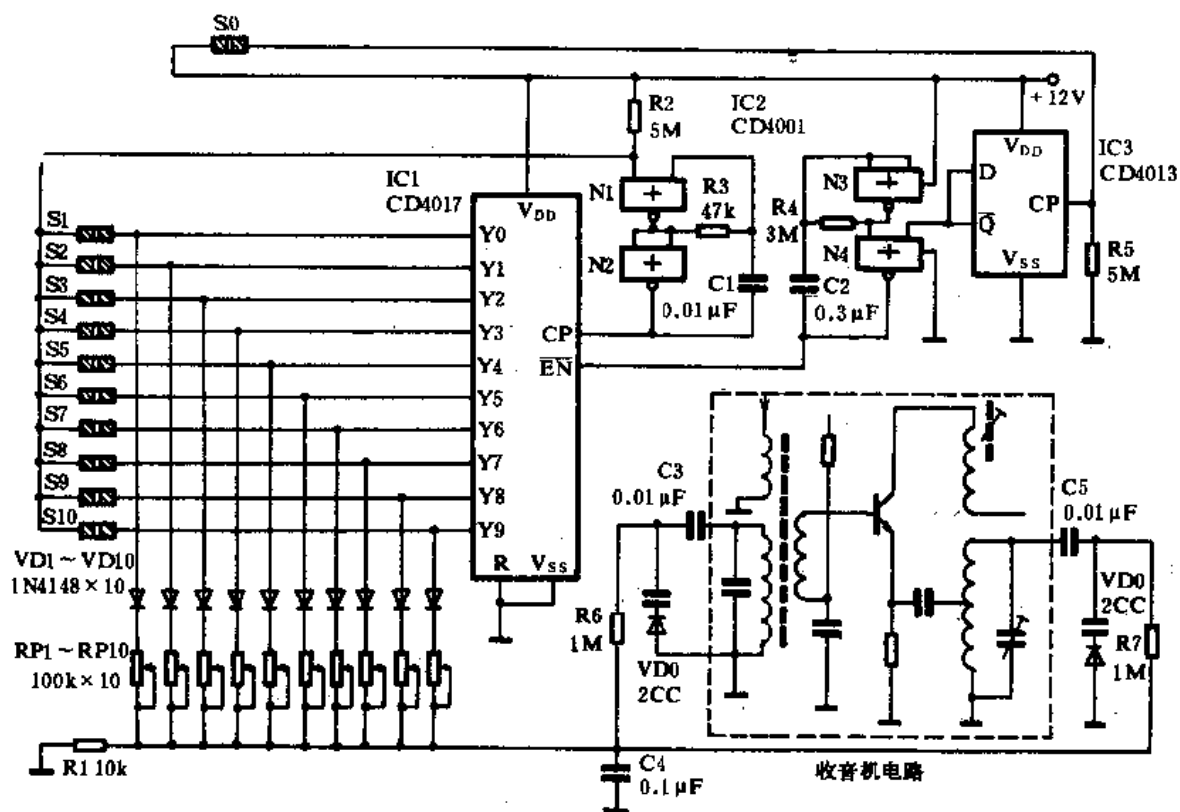 S0
R2
5M
IC2
CD4001
+12V
IC1
CD4017
VDD
N1
R3
47k
N2
C1
0.01μF
N3
R4
3M
N4
C2
0.3μF
VDD
D
Q̅
CP
VSS
IC3
CD4013
R5
5M
S1
S2
S3
S4
S5
S6
S7
S8
S9
S10
Y0
Y1
Y2
Y3
Y4
Y5
Y6
Y7
Y8
Y9
CP
E̅N̅
R
VSS
VD1～VD10
1N4148×10
RP1～RP10
100k×10
R1 10k
R6
1M
C3
0.01μF
VD0
2CC
C4
0.1μF
C5
0.01μF
VD0
2CC
R7
1M
收音机电路